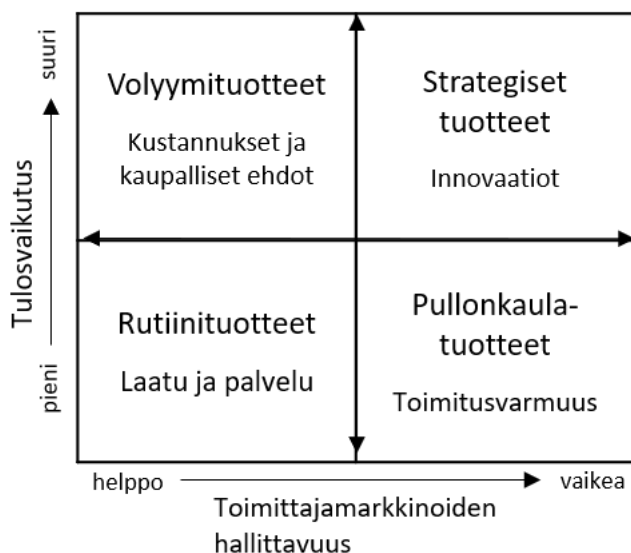 suuri
Tulosvaikutus
pieni
Volyymituotteet
Kustannukset ja
kaupalliset ehdot
Strategiset
tuotteet
Innovaatiot
Rutiinituotteet
Laatu ja palvelu
Pullonkaula-
tuotteet
Toimitusvarmuus
helppo
vaikea
Toimittajamarkkinoiden
hallittavuus